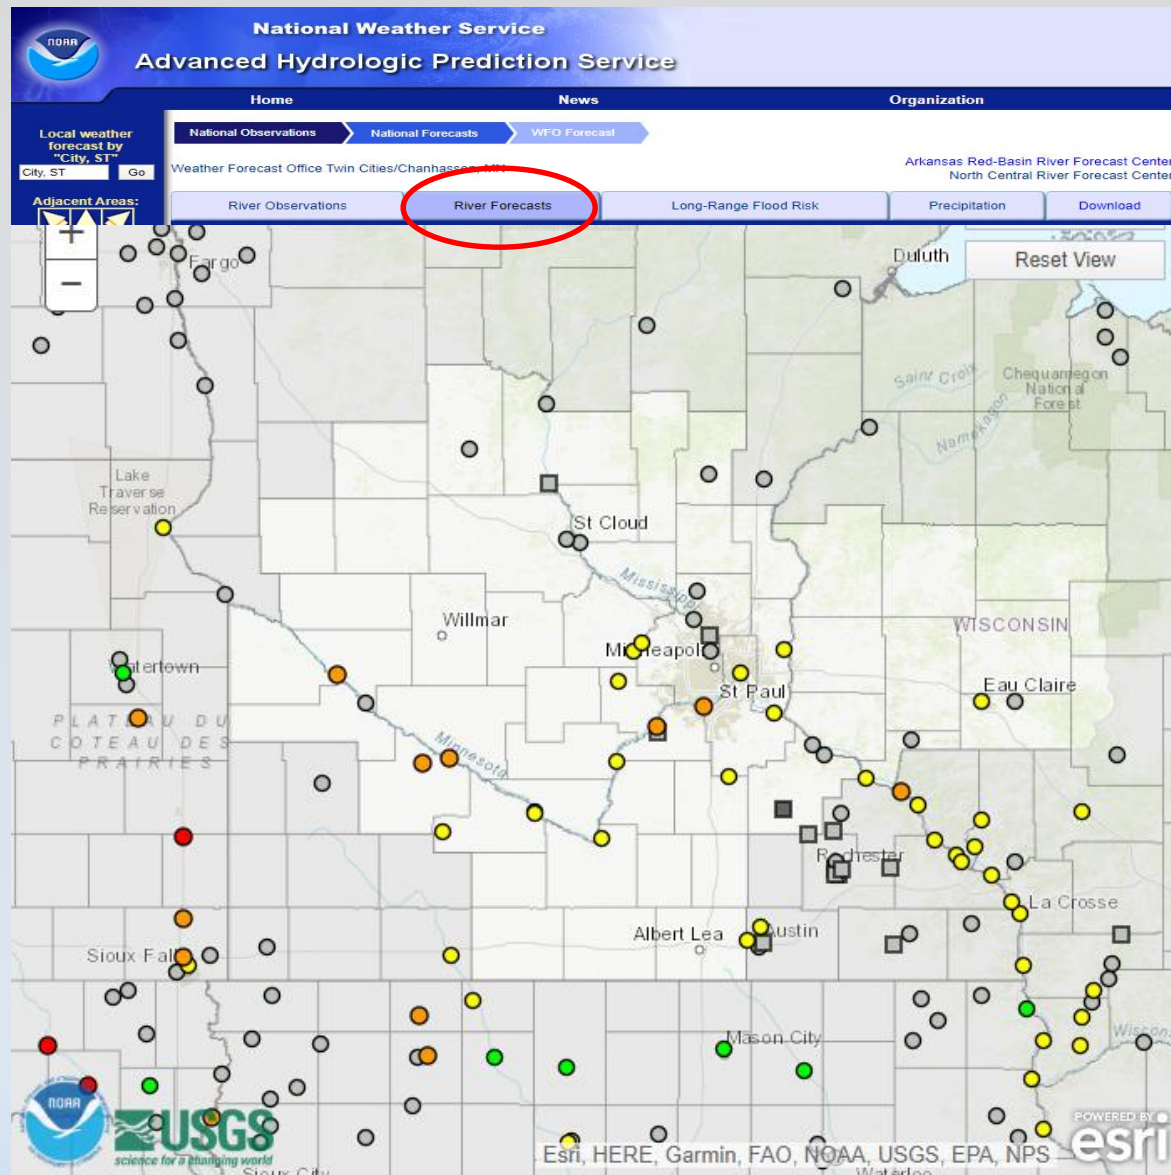 NOAA
National Weather Service
Advanced Hydrologic Prediction Service
Home News Organization
Local weather
forecast by
"City, ST"
City, ST Go
Adjacent Areas:
National Observations National Forecasts WFO Forecast
Weather Forecast Office Twin Cities/Chanhassen, MN
Arkansas Red-Basin River Forecast Center
North Central River Forecast Center
River Observations River Forecasts Long-Range Flood Risk Precipitation Download
+
−
Reset View
Fargo
Duluth
Saint Croix
Chequamegon
National
Forest
Namekagon
Lake
Traverse
Reservation
St Cloud
Mississippi
Willmar
WISCONSIN
Minneapolis
Watertown
St Paul
Eau Claire
PLATEAU DU
COTEAU DES
PRAIRIES
Minnesota
Rochester
La Crosse
Albert Lea
Austin
Sioux Falls
Mason City
Wiscons
NOAA
USGS
science for a changing world
Sioux City
Waterloo
Esri, HERE, Garmin, FAO, NOAA, USGS, EPA, NPS
POWERED BY
esri